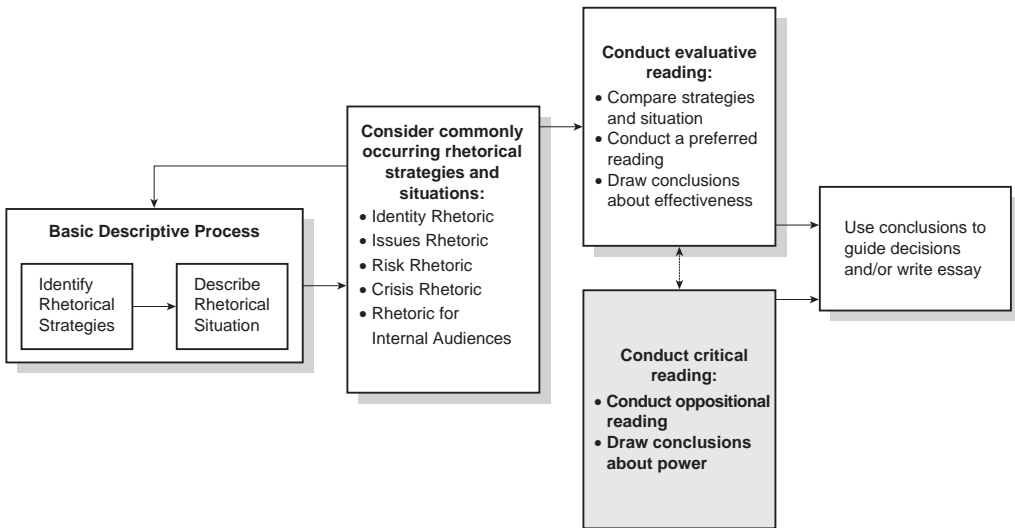 Basic Descriptive Process
Identify
Rhetorical
Strategies
Describe
Rhetorical
Situation
Consider commonly
occurring rhetorical
strategies and
situations:
• Identity Rhetoric
• Issues Rhetoric
• Risk Rhetoric
• Crisis Rhetoric
• Rhetoric for
Internal Audiences
Conduct evaluative
reading:
• Compare strategies
and situation
• Conduct a preferred
reading
• Draw conclusions
about effectiveness
Conduct critical
reading:
• Conduct oppositional
reading
• Draw conclusions
about power
Use conclusions to
guide decisions
and/or write essay